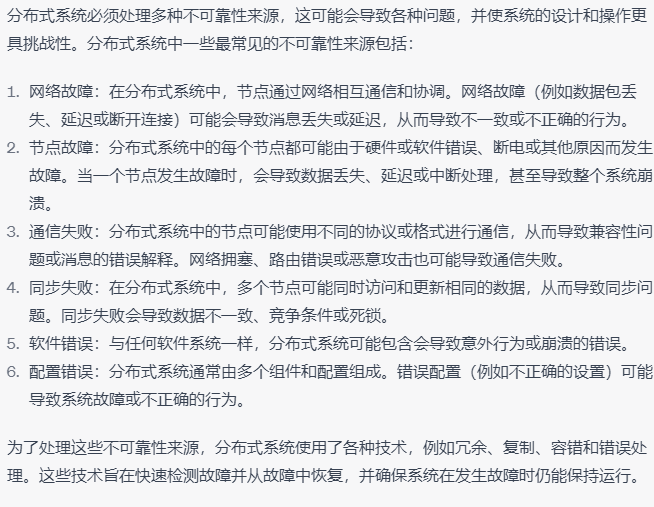 分布式系统必须处理多种不可靠性来源，这可能会导致各种问题，并使系统的设计和操作更
具挑战性。分布式系统中一些最常见的不可靠性来源包括：
1. 网络故障：在分布式系统中，节点通过网络相互通信和协调。网络故障（例如数据包丢
失、延迟或断开连接）可能会导致消息丢失或延迟，从而导致不一致或不正确的行为。
2. 节点故障：分布式系统中的每个节点都可能由于硬件或软件错误、断电或其他原因而发生
故障。当一个节点发生故障时，会导致数据丢失、延迟或中断处理，甚至导致整个系统崩
溃。
3. 通信失败：分布式系统中的节点可能使用不同的协议或格式进行通信，从而导致兼容性问
题或消息的错误解释。网络拥塞、路由错误或恶意攻击也可能导致通信失败。
4. 同步失败：在分布式系统中，多个节点可能同时访问和更新相同的数据，从而导致同步问
题。同步失败会导致数据不一致、竞争条件或死锁。
5. 软件错误：与任何软件系统一样，分布式系统可能包含会导致意外行为或崩溃的错误。
6. 配置错误：分布式系统通常由多个组件和配置组成。错误配置（例如不正确的设置）可能
导致系统故障或不正确的行为。
为了处理这些不可靠性来源，分布式系统使用了各种技术，例如冗余、复制、容错和错误处
理。这些技术旨在快速检测故障并从故障中恢复，并确保系统在发生故障时仍能保持运行。